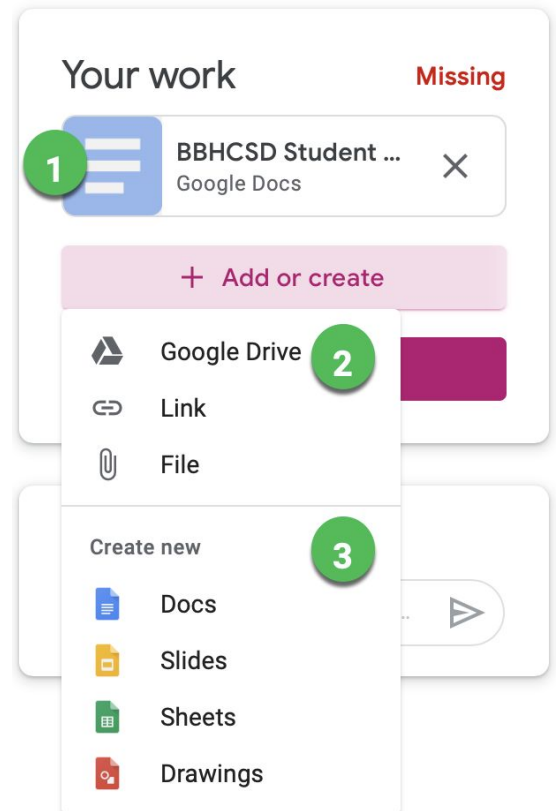 Your work Missing
1
BBHCSD Student ...
Google Docs
+ Add or create
Google Drive 2
Link
File
Create new 3
Docs
..
Slides
Sheets
Drawings